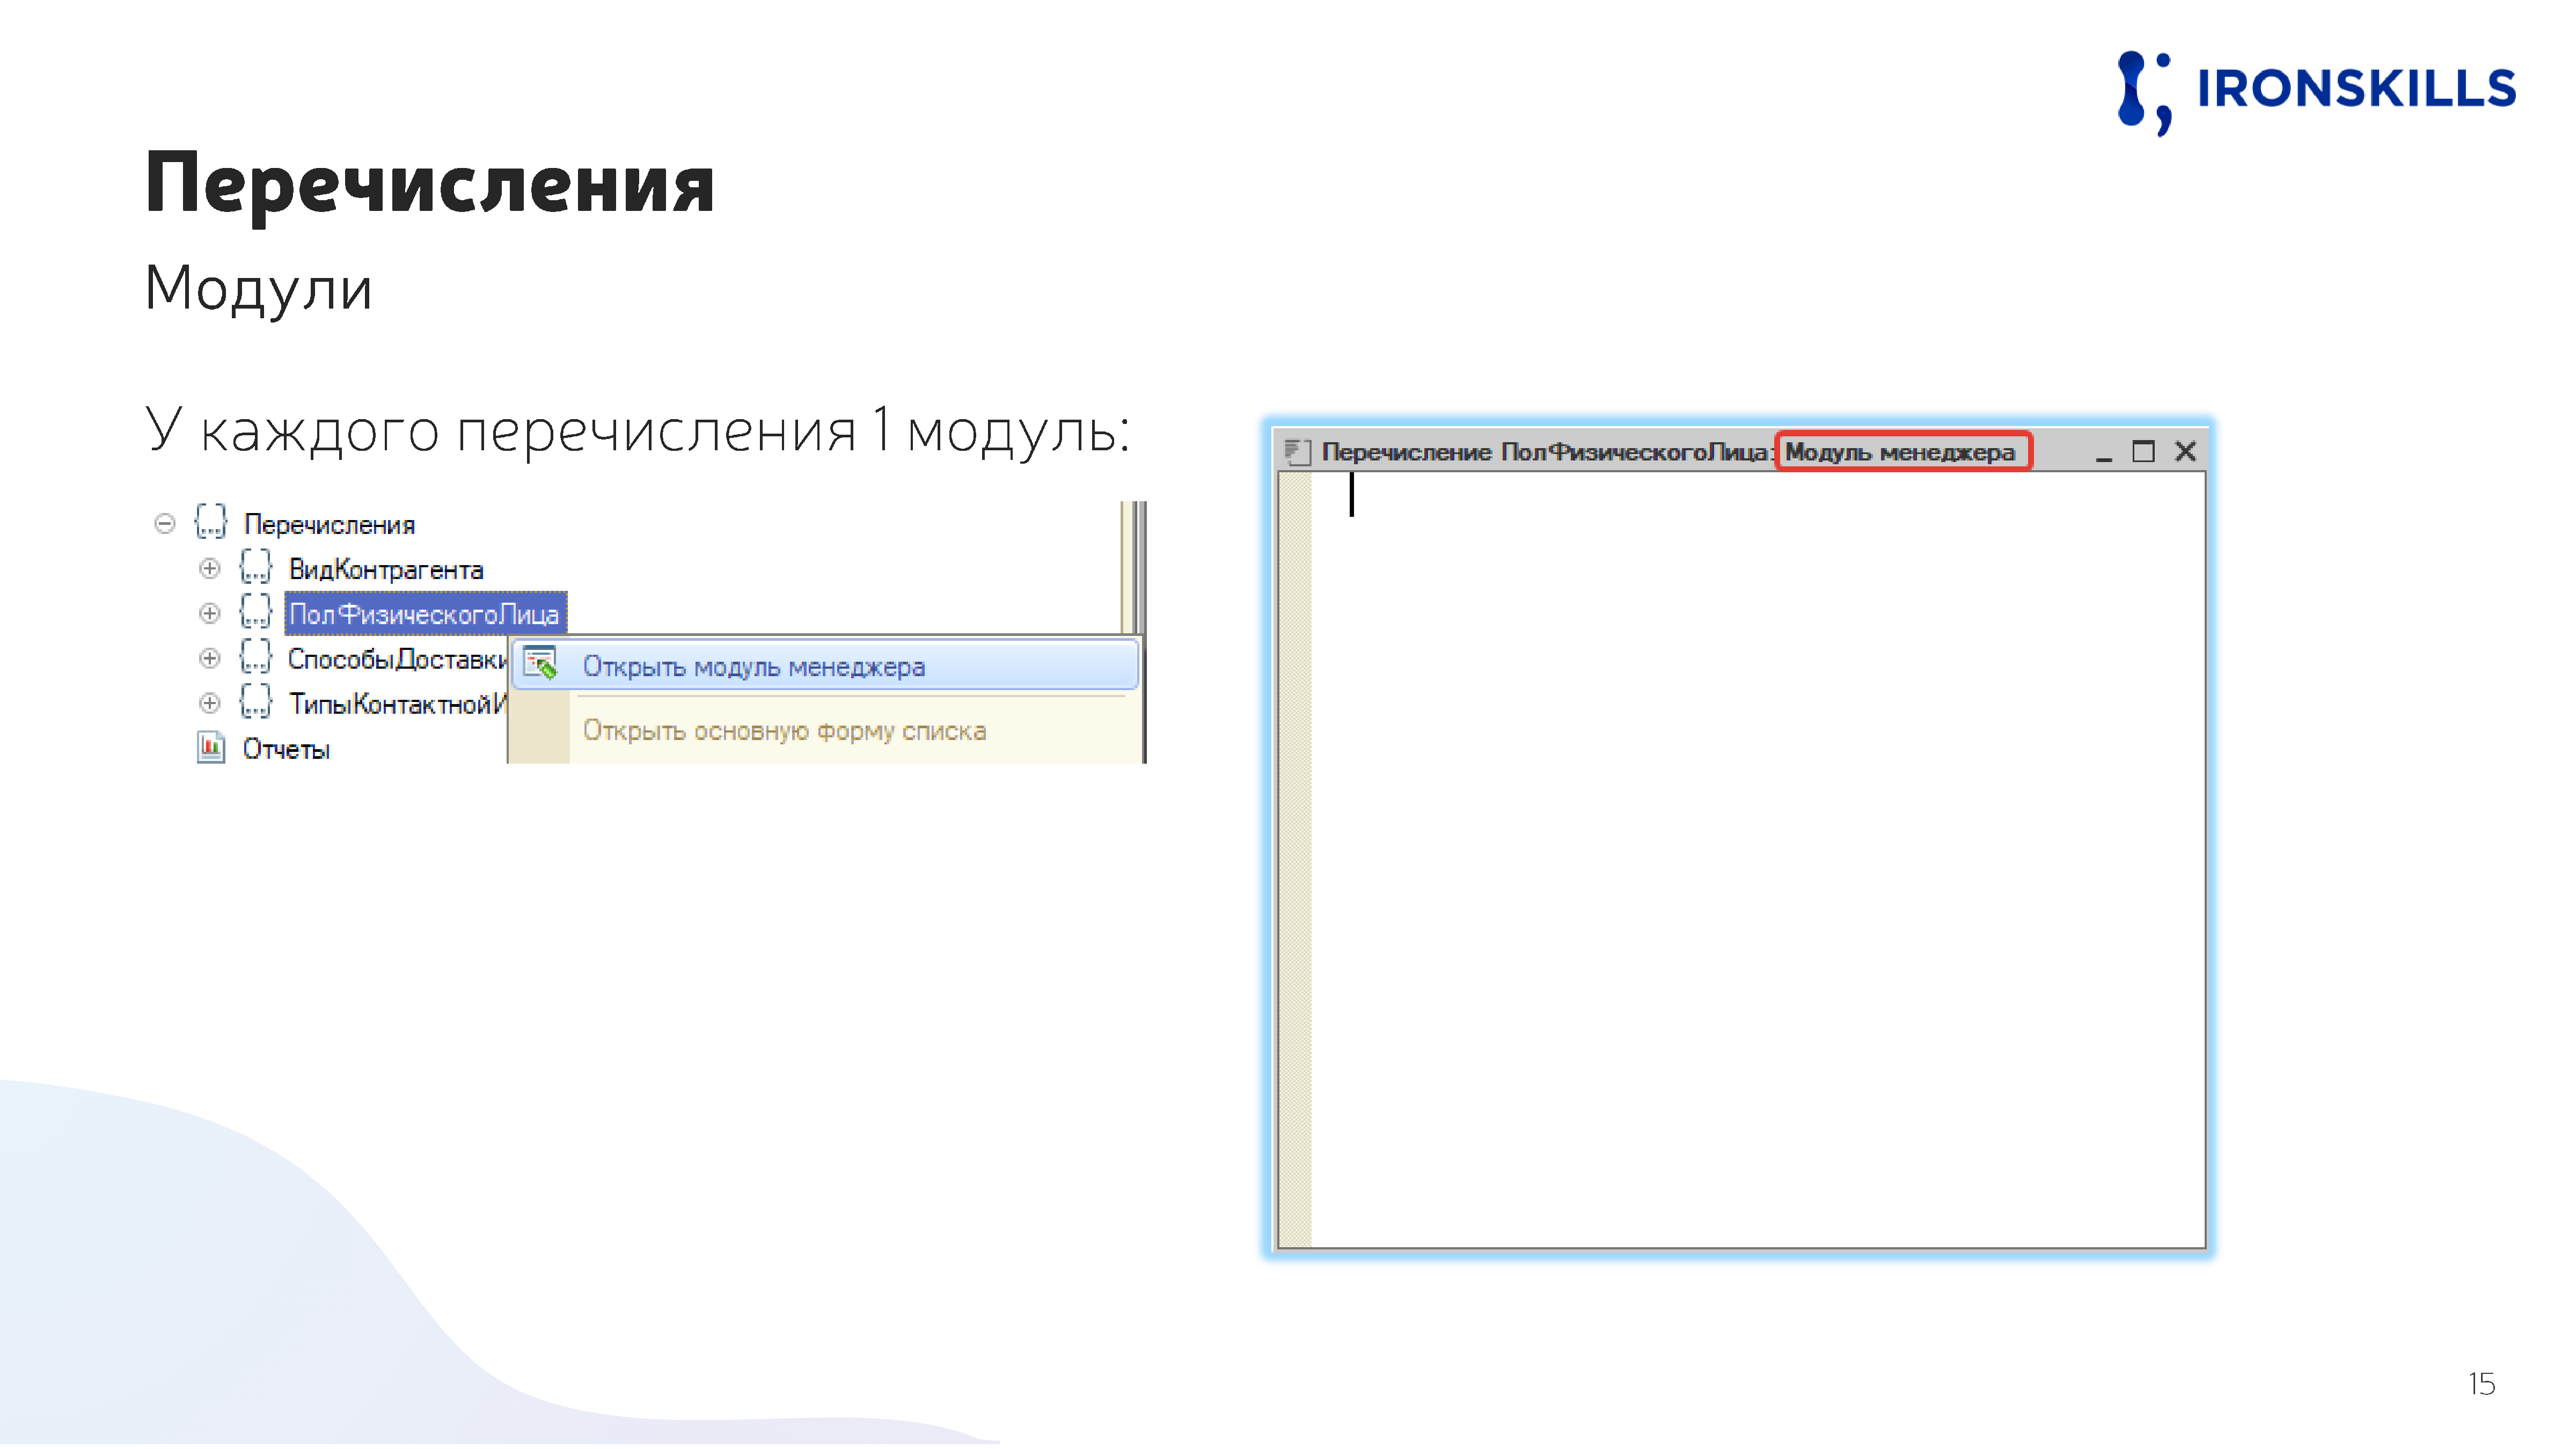 IRONSKILLS
Перечисления
Модули
У каждого перечисления 1 модуль:
Перечисления
ВидКонтрагента
ПолФизическогоЛица
СпособыДоставки
ТипыКонтактнойИ
Отчеты
Открыть модуль менеджера
Открыть основную форму списка
Перечисление ПолФизическогоЛица: Модуль менеджера
15